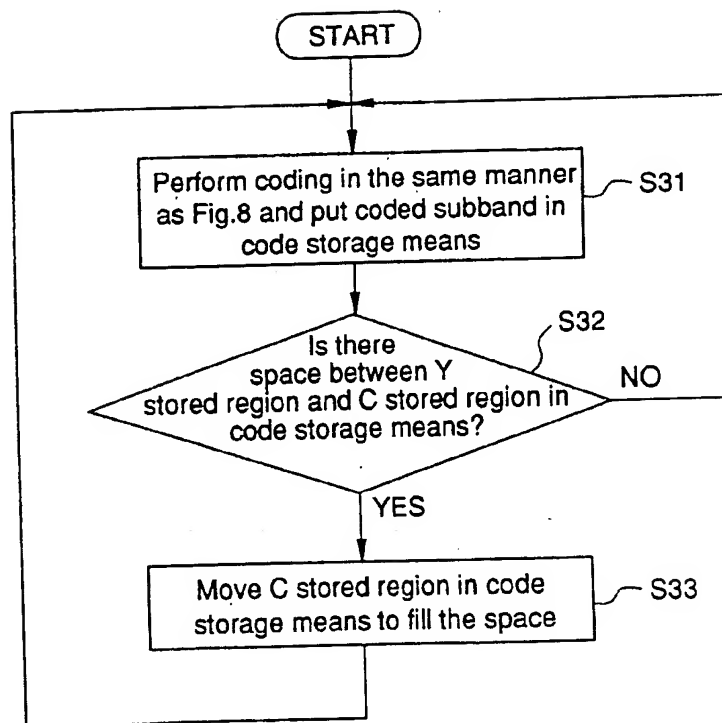 START
Perform coding in the same manner
as Fig.8 and put coded subband in
code storage means
S31
Is there
space between Y
stored region and C stored region in
code storage means?
S32
NO
YES
Move C stored region in code
storage means to fill the space
S33